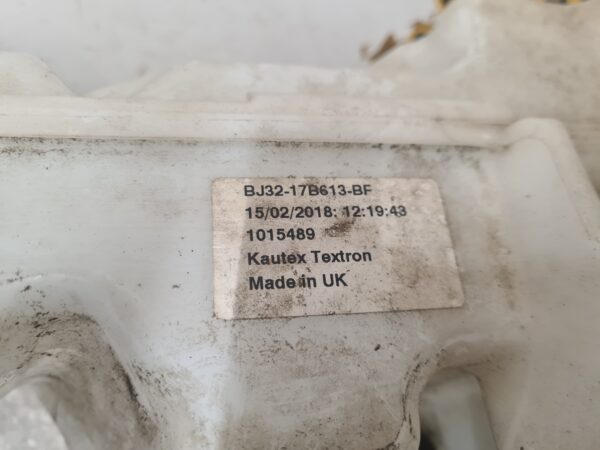 BJ32-17B613-BF
15/02/2018: 12:19:43
1015489
Kautex Textron
Made in UK